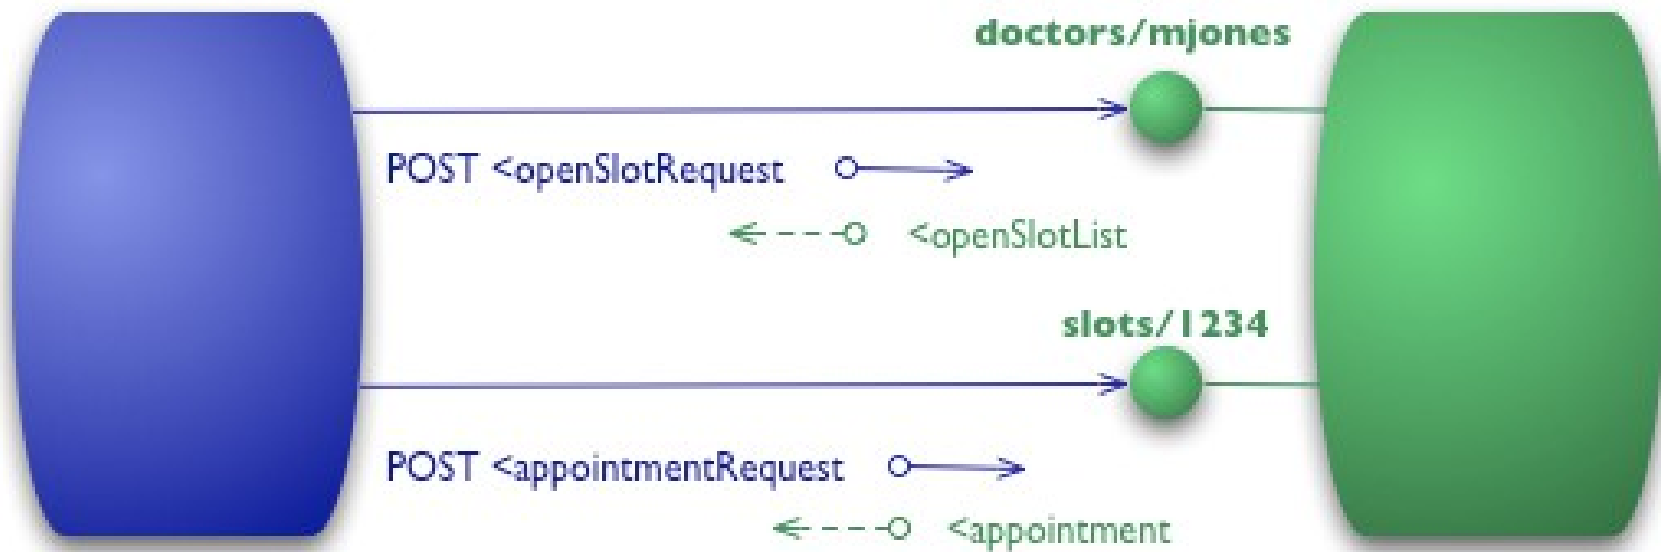 doctors/mjones
POST <openSlotRequest
<openSlotList
slots/1234
POST <appointmentRequest
<appointment